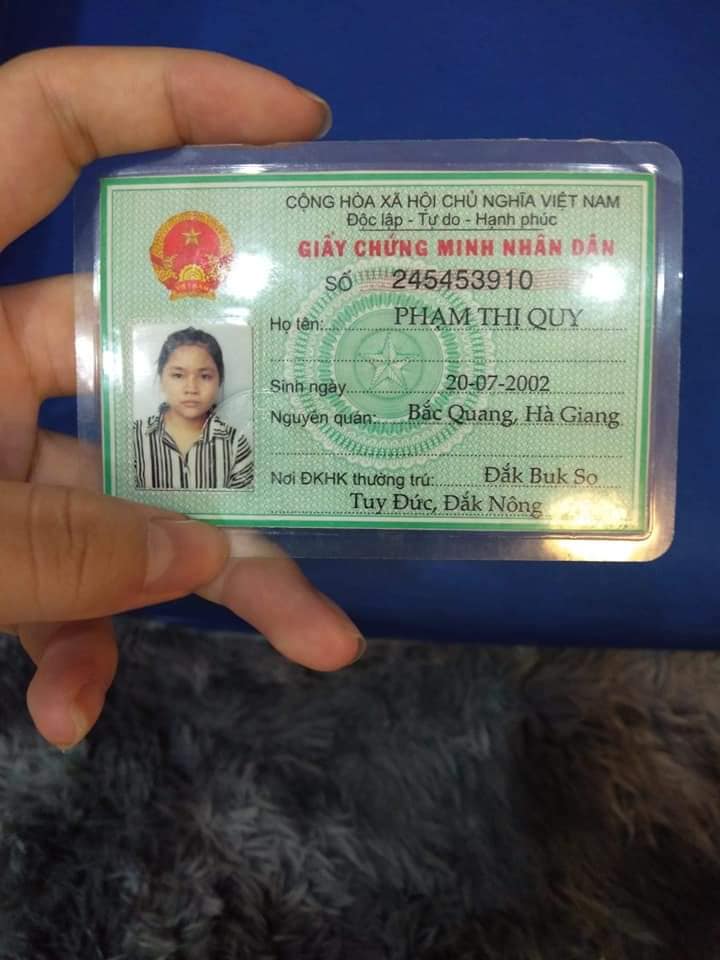 CỘNG HÒA XÃ HỘI CHỦ NGHĨA VIỆT NAM
Độc lập - Tự do - Hạnh phúc
GIẤY CHỨNG MINH NHÂN DÂN
SỐ 245453910
Họ tên: PHẠM THỊ QUY
Sinh ngày 20-07-2002
Nguyên quán: Bắc Quang, Hà Giang
Nơi ĐKHK thường trú: Đắk Buk So
Tuy Đức, Đắk Nông
VIỆT NAM